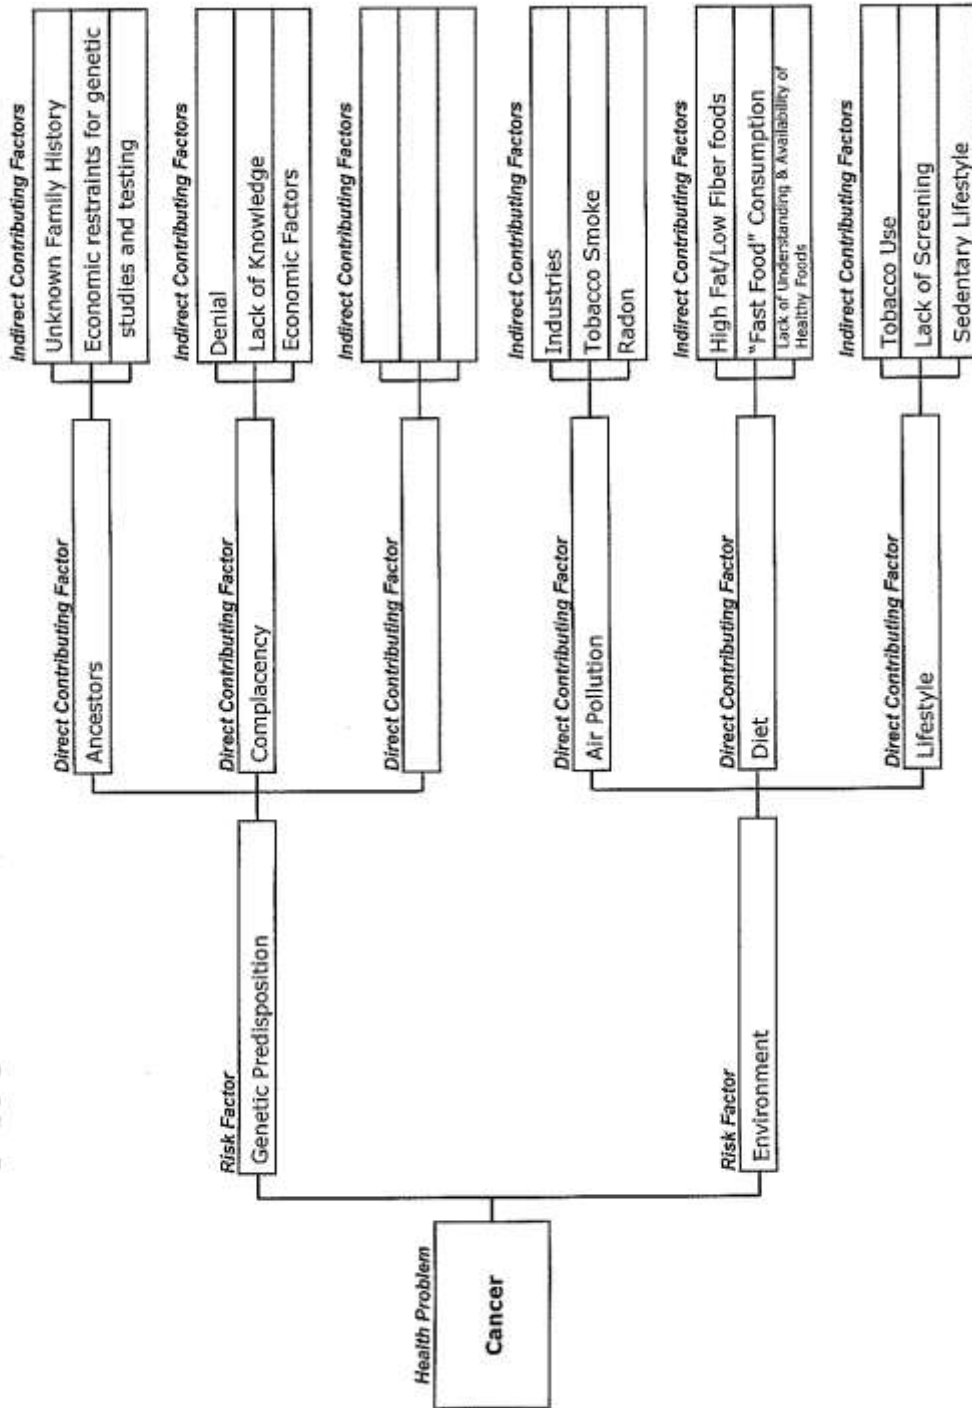 Health Problem
Cancer
Risk Factor
Genetic Predisposition
Direct Contributing Factor
Ancestors
Indirect Contributing Factors
Unknown Family History
Economic restraints for genetic
studies and testing
Direct Contributing Factor
Complacency
Indirect Contributing Factors
Denial
Lack of Knowledge
Economic Factors
Direct Contributing Factor
Indirect Contributing Factors
Risk Factor
Environment
Direct Contributing Factor
Air Pollution
Indirect Contributing Factors
Industries
Tobacco Smoke
Radon
Direct Contributing Factor
Diet
Indirect Contributing Factors
High Fat/Low Fiber foods
"Fast Food" Consumption
Lack of Understanding & Availability of
Healthy Foods
Direct Contributing Factor
Lifestyle
Indirect Contributing Factors
Tobacco Use
Lack of Screening
Sedentary Lifestyle